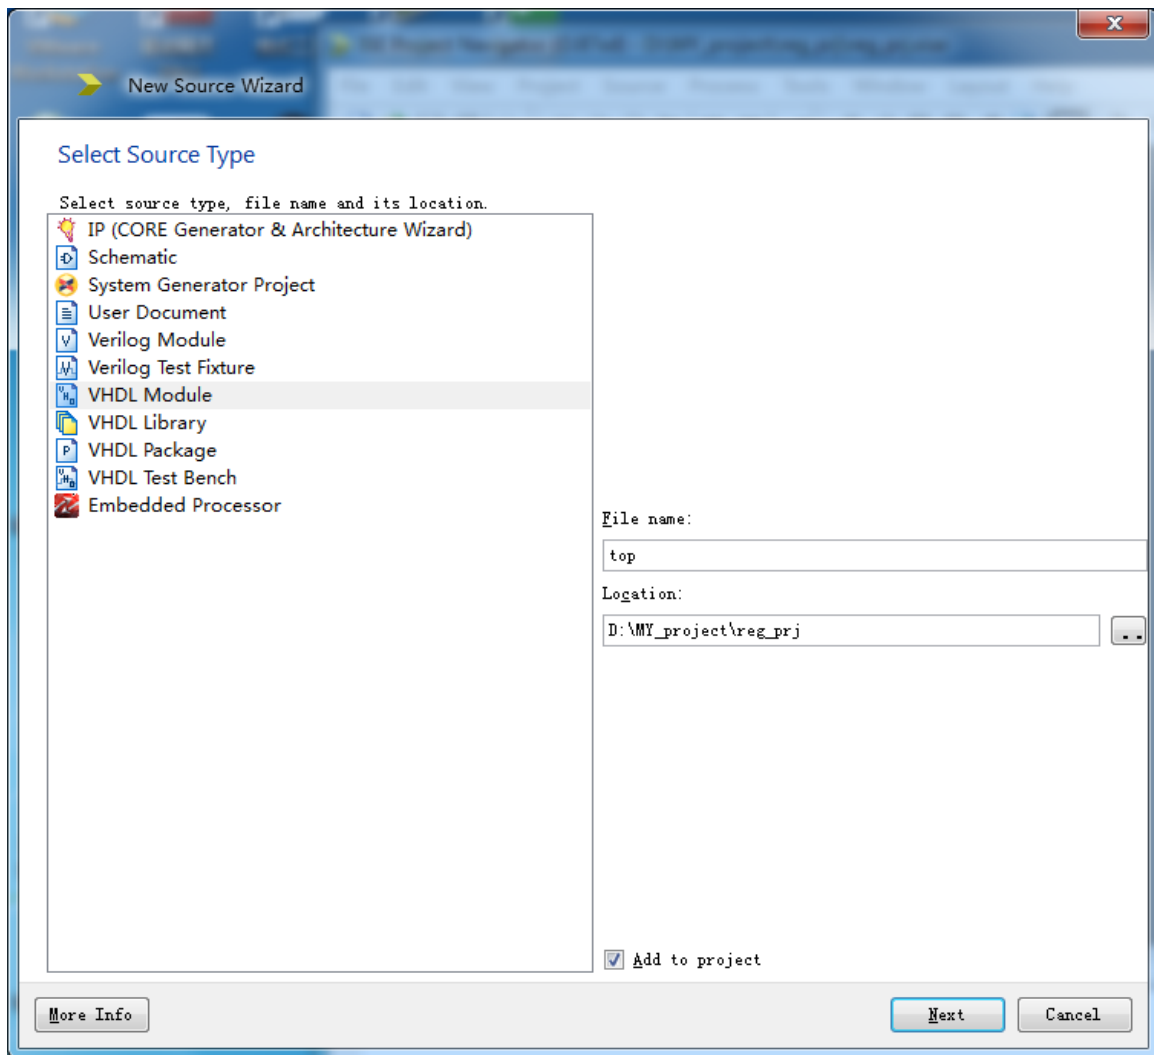 New Source Wizard
Select Source Type
Select source type, file name and its location.
IP (CORE Generator & Architecture Wizard)
Schematic
System Generator Project
User Document
Verilog Module
Verilog Test Fixture
VHDL Module
VHDL Library
VHDL Package
VHDL Test Bench
Embedded Processor
File name:
top
Location:
D:\MY_project\reg_prj
..
Add to project
More Info
Next
Cancel